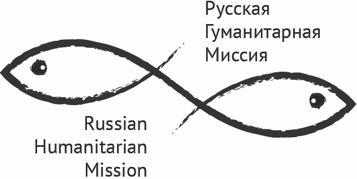 Русская
Гуманитарная
Миссия
Russian
Humanitarian
Mission